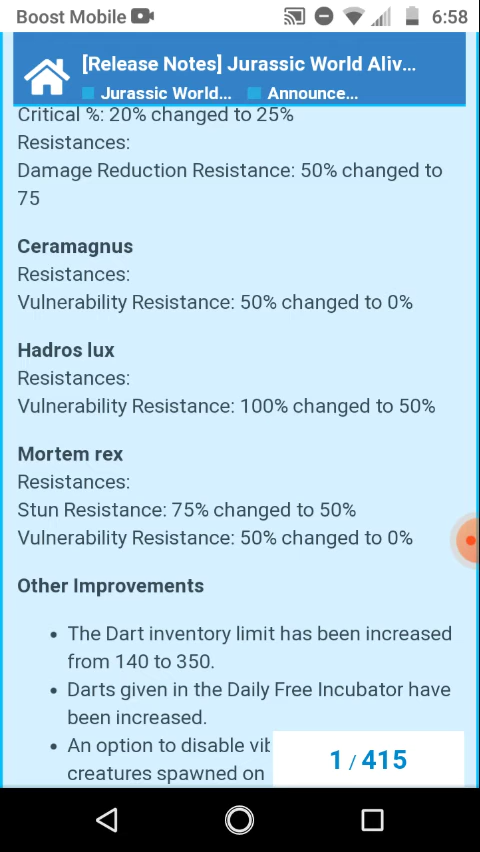 Boost Mobile 6:58
[Release Notes] Jurassic World Aliv...
Jurassic World... Announce...
Critical %: 20% changed to 25%
Resistances:
Damage Reduction Resistance: 50% changed to
75
Ceramagnus
Resistances:
Vulnerability Resistance: 50% changed to 0%
Hadros lux
Resistances:
Vulnerability Resistance: 100% changed to 50%
Mortem rex
Resistances:
Stun Resistance: 75% changed to 50%
Vulnerability Resistance: 50% changed to 0%
Other Improvements
• The Dart inventory limit has been increased
from 140 to 350.
• Darts given in the Daily Free Incubator have
been increased.
• An option to disable vib
creatures spawned on
1 / 415